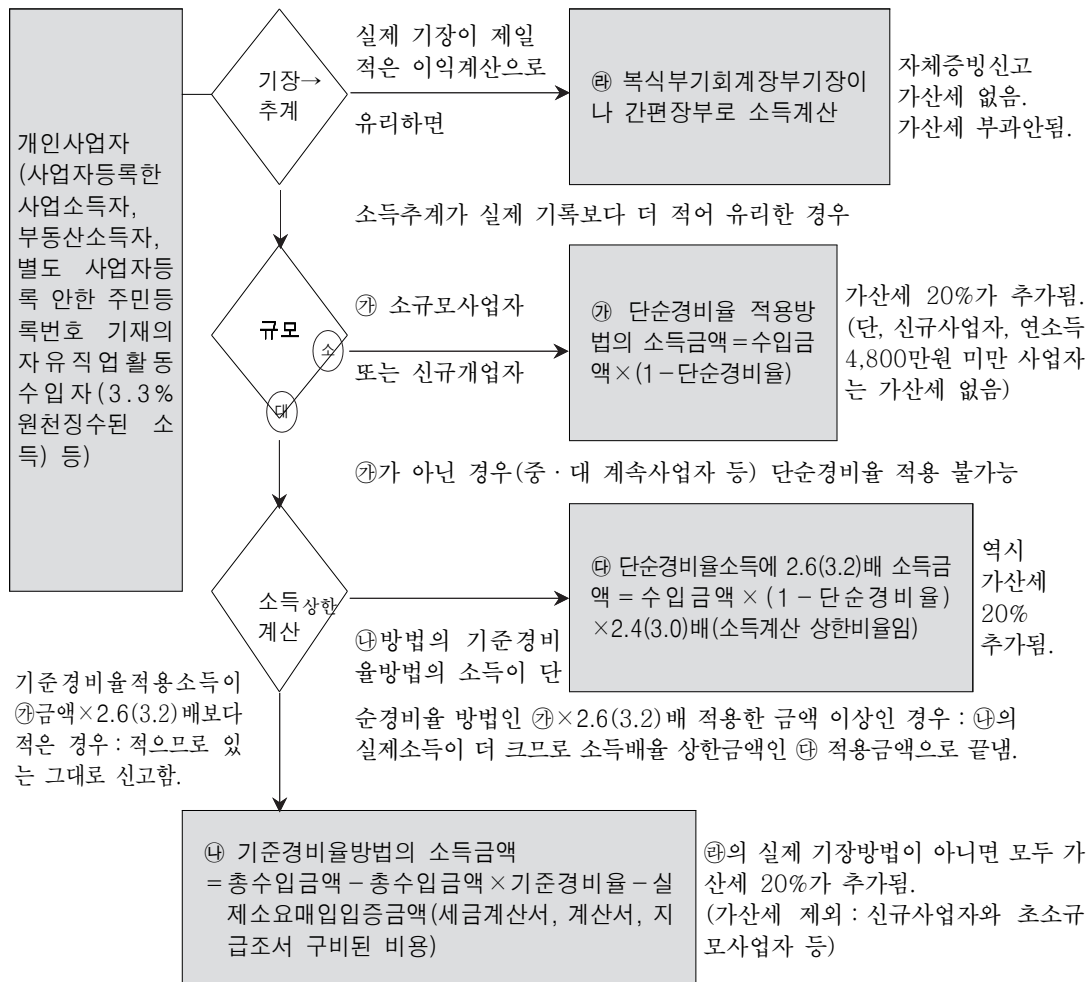 개인사업자
(사업자등록한
사업소득자,
부동산소득자,
별도 사업자등
록 안한 주민등
록번호 기재의
자유직업활동
수입자(3.3%
원천징수된 소
득) 등)
기장→
추계
실제 기장이 제일
적은 이익계산으로
유리하면
㉱ 복식부기회계장부기장이
나 간편장부로 소득계산
자체증빙신고
가산세 없음.
가산세 부과안됨.
소득추계가 실제 기록보다 더 적어 유리한 경우
규모
소
대
㉮ 소규모사업자
또는 신규개업자
㉮ 단순경비율 적용방
법의 소득금액=수입금
액×(1-단순경비율)
가산세 20%가 추가됨.
(단, 신규사업자, 연소득
4,800만원 미만 사업자
는 가산세 없음)
㉮가 아닌 경우(중·대 계속사업자 등) 단순경비율 적용 불가능
소득상한
계산
㉰ 단순경비율소득에 2.6(3.2)배 소득금
액=수입금액×(1-단순경비율)
×2.4(3.0)배(소득계산 상한비율임)
역시
가산세
20%
추가됨.
㉯방법의 기준경비
율방법의 소득이 단
순경비율 방법인 ㉮×2.6(3.2)배 적용한 금액 이상인 경우 : ㉯의
실제소득이 더 크므로 소득배율 상한금액인 ㉰ 적용금액으로 끝냄.
기준경비율적용소득이
㉮금액×2.6(3.2)배보다
적은 경우 : 적으므로 있
는 그대로 신고함.
㉯ 기준경비율방법의 소득금액
=총수입금액-총수입금액×기준경비율-실
제소요매입입증금액(세금계산서, 계산서, 지
급조서 구비된 비용)
㉱의 실제 기장방법이 아니면 모두 가
산세 20%가 추가됨.
(가산세 제외 : 신규사업자와 초소규
모사업자 등)